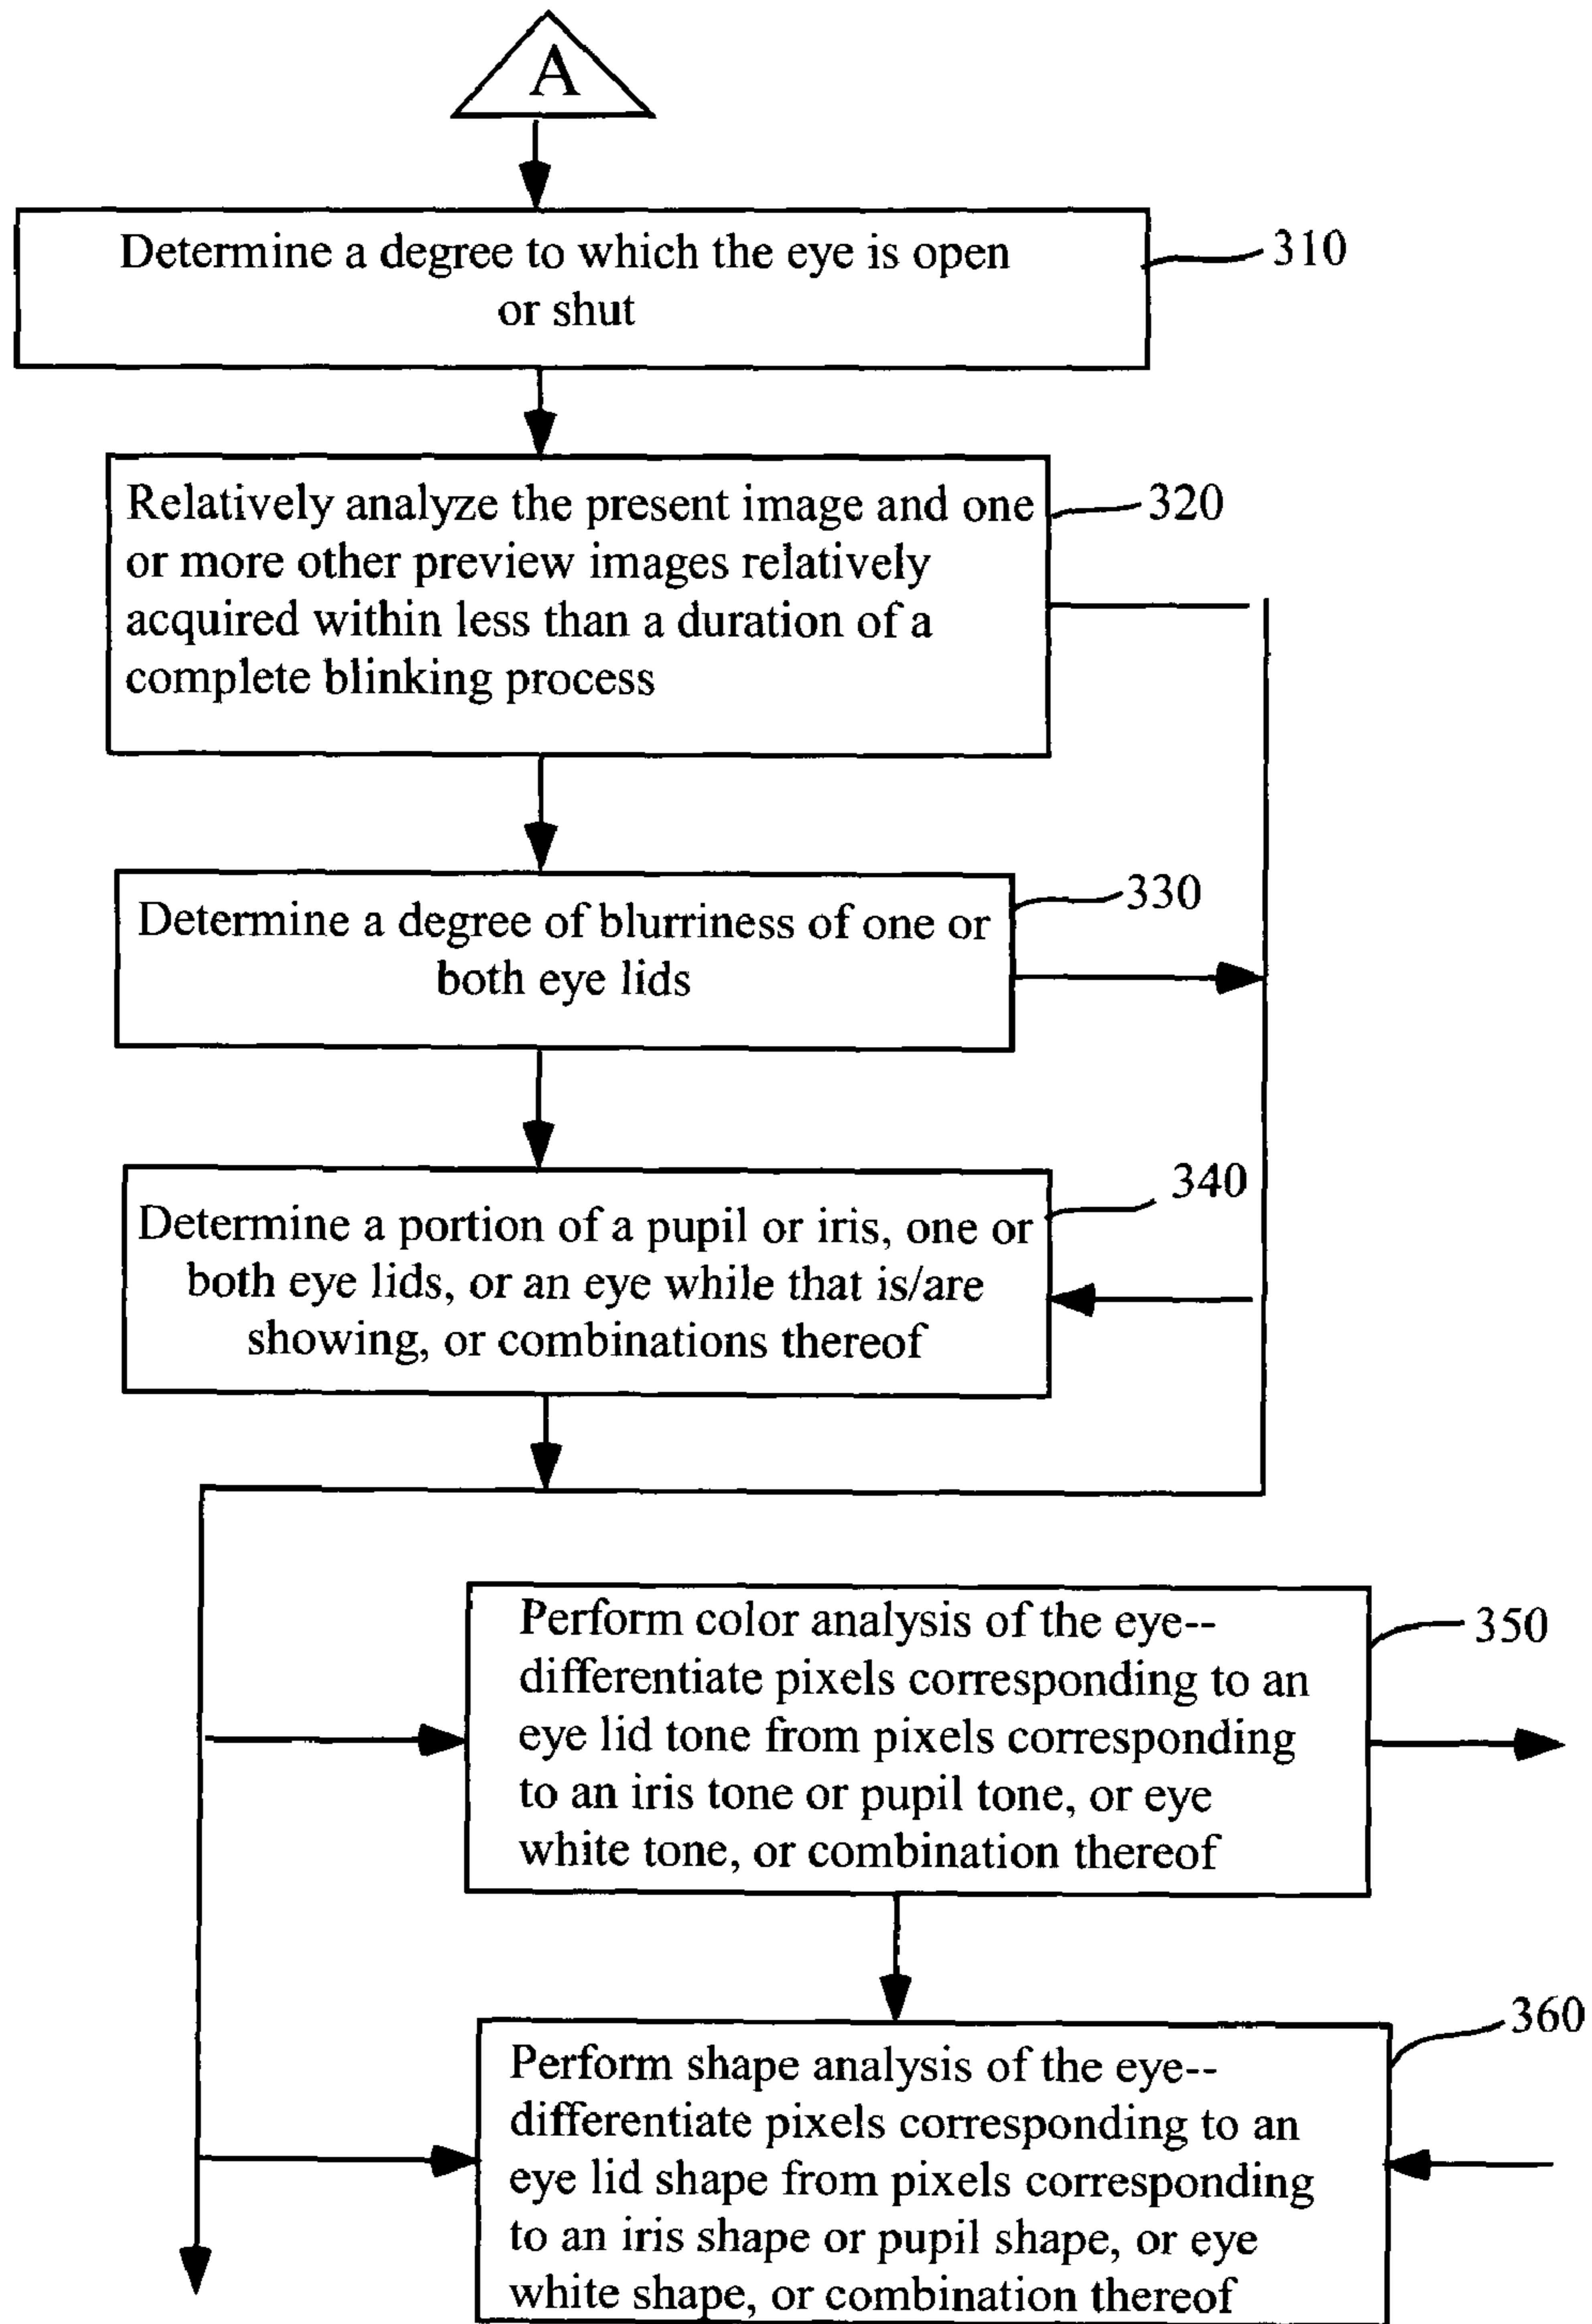 A
Determine a degree to which the eye is open
or shut
310
Relatively analyze the present image and one
or more other preview images relatively
acquired within less than a duration of a
complete blinking process
320
Determine a degree of blurriness of one or
both eye lids
330
Determine a portion of a pupil or iris, one or
both eye lids, or an eye while that is/are
showing, or combinations thereof
340
Perform color analysis of the eye--
differentiate pixels corresponding to an
eye lid tone from pixels corresponding
to an iris tone or pupil tone, or eye
white tone, or combination thereof
350
Perform shape analysis of the eye--
differentiate pixels corresponding to an
eye lid shape from pixels corresponding
to an iris shape or pupil shape, or eye
white shape, or combination thereof
360